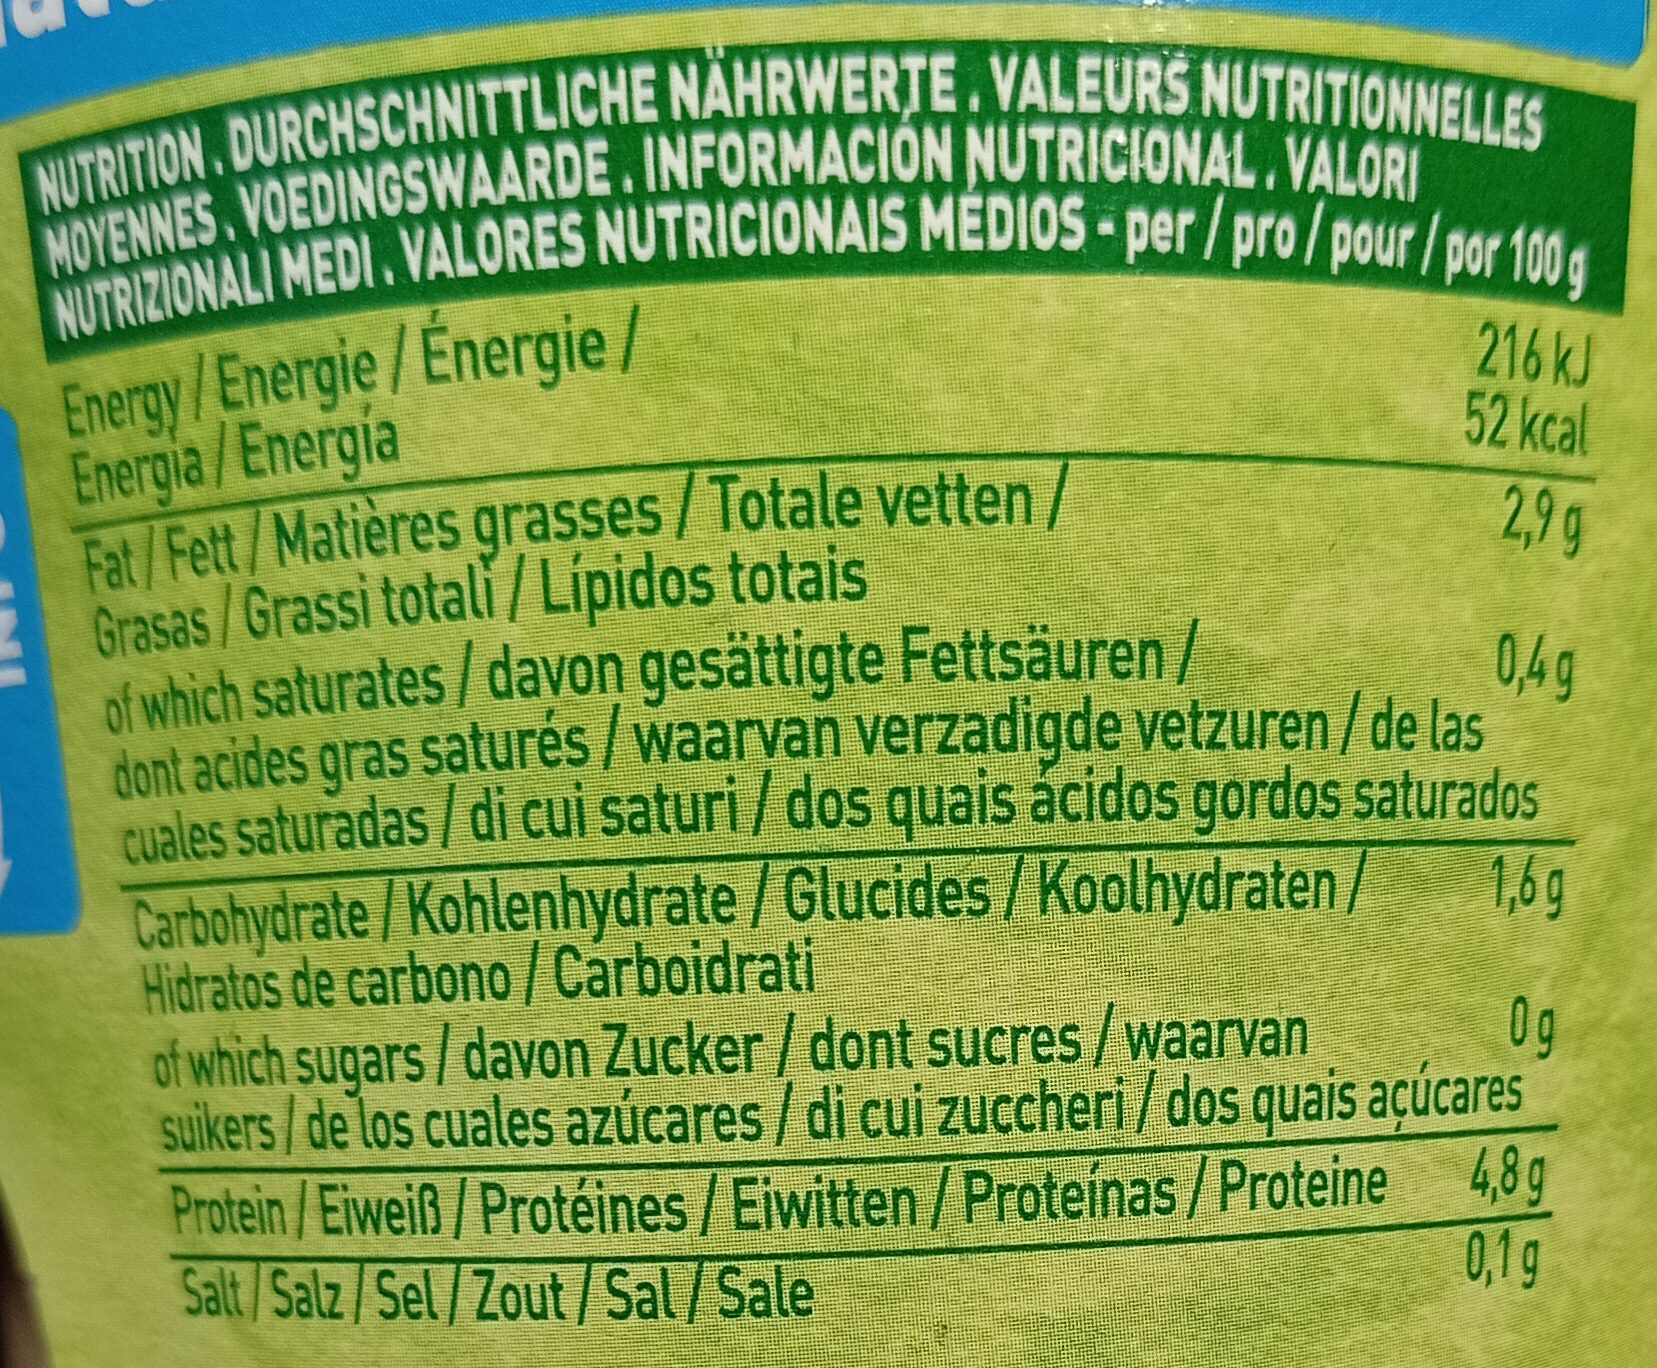 NUTRITION . DURCHSCHNITTLICHE NÄHRWERTE . VALEURS NUTRITIONNELLES
MOYENNES . VOEDINGSWAARDE . INFORMACIÓN NUTRICIONAL . VALORI
NUTRIZIONALI MEDI . VALORES NUTRICIONAIS MÉDIOS - per / pro / pour / por 100 g
Energy / Energie / Énergie / 216 kJ
Energia / Energía 52 kcal
Fat / Fett / Matières grasses / Totale vetten / 2,9 g
Grasas / Grassi totali / Lípidos totais
of which saturates / davon gesättigte Fettsäuren / 0,4 g
dont acides gras saturés / waarvan verzadigde vetzuren / de las
cuales saturadas / di cui saturi / dos quais ácidos gordos saturados
Carbohydrate / Kohlenhydrate / Glucides / Koolhydraten / 1,6 g
Hidratos de carbono / Carboidrati
of which sugars / davon Zucker / dont sucres / waarvan 0 g
suikers / de los cuales azúcares / di cui zuccheri / dos quais açúcares
Protein / Eiweiß / Protéines / Eiwitten / Proteínas / Proteine 4,8 g
Salt / Salz / Sel / Zout / Sal / Sale 0,1 g